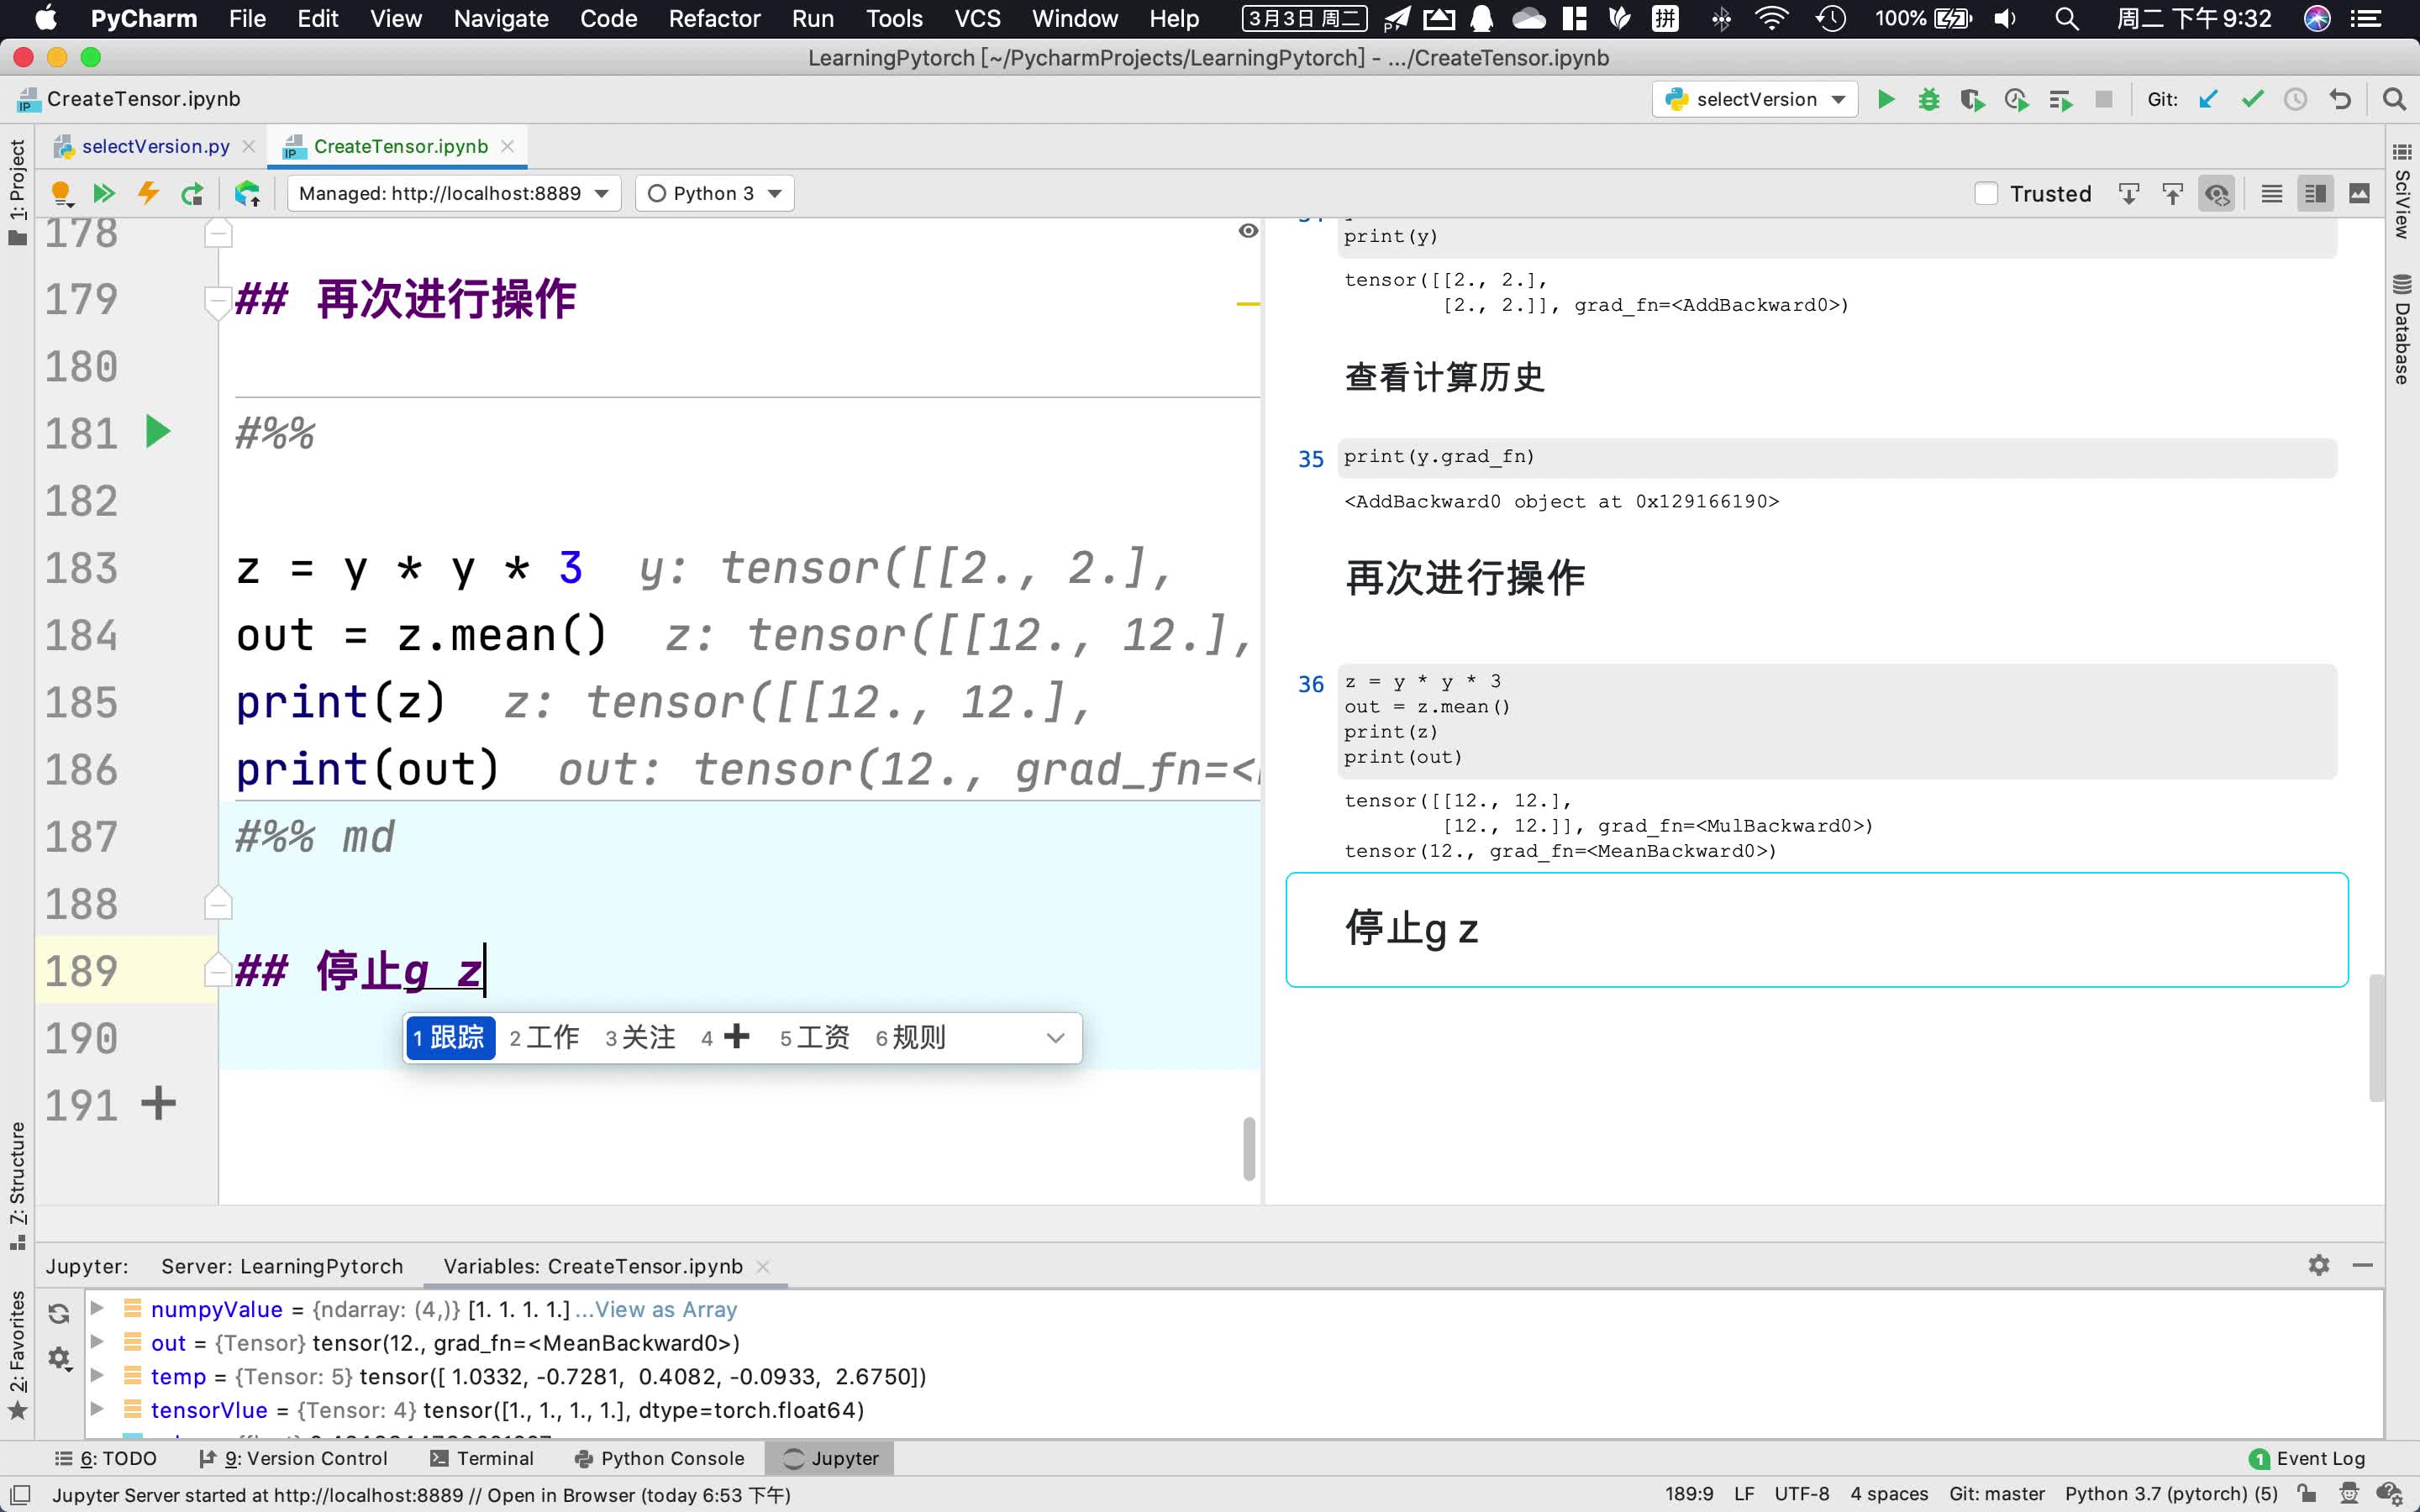 PyCharm File Edit View Navigate Code Refactor Run Tools VCS Window Help 3月3日 周二 拼 100% 周二 下午9:32
LearningPytorch [~/PycharmProjects/LearningPytorch] - .../CreateTensor.ipynb
CreateTensor.ipynb
selectVersion
Git:
selectVersion.py
CreateTensor.ipynb
Managed: http://localhost:8889
Python 3
Trusted
1: Project
7: Structure
2: Favorites
SciView
Database
178
179 ## 再次进行操作
180
181 #%%
182
183 z = y * y * 3 y: tensor([[2., 2.],
184 out = z.mean() z: tensor([[12., 12.],
185 print(z) z: tensor([[12., 12.],
186 print(out) out: tensor(12., grad_fn=<
187 #%% md
188
189 ## 停止g z
190
191
1 跟踪 2 工作 3 关注 4 ➕ 5 工资 6 规则
print(y)
tensor([[2., 2.],
[2., 2.]], grad_fn=<AddBackward0>)
查看计算历史
35 print(y.grad_fn)
<AddBackward0 object at 0x129166190>
再次进行操作
36 z = y * y * 3
out = z.mean()
print(z)
print(out)
tensor([[12., 12.],
[12., 12.]], grad_fn=<MulBackward0>)
tensor(12., grad_fn=<MeanBackward0>)
停止g z
Jupyter: Server: LearningPytorch Variables: CreateTensor.ipynb
numpyValue = {ndarray: (4,)} [1. 1. 1. 1.] ...View as Array
out = {Tensor} tensor(12., grad_fn=<MeanBackward0>)
temp = {Tensor: 5} tensor([ 1.0332, -0.7281, 0.4082, -0.0933, 2.6750])
tensorVlue = {Tensor: 4} tensor([1., 1., 1., 1.], dtype=torch.float64)
6: TODO 9: Version Control Terminal Python Console Jupyter 1 Event Log
Jupyter Server started at http://localhost:8889 // Open in Browser (today 6:53 下午) 189:9 LF UTF-8 4 spaces Git: master Python 3.7 (pytorch) (5)